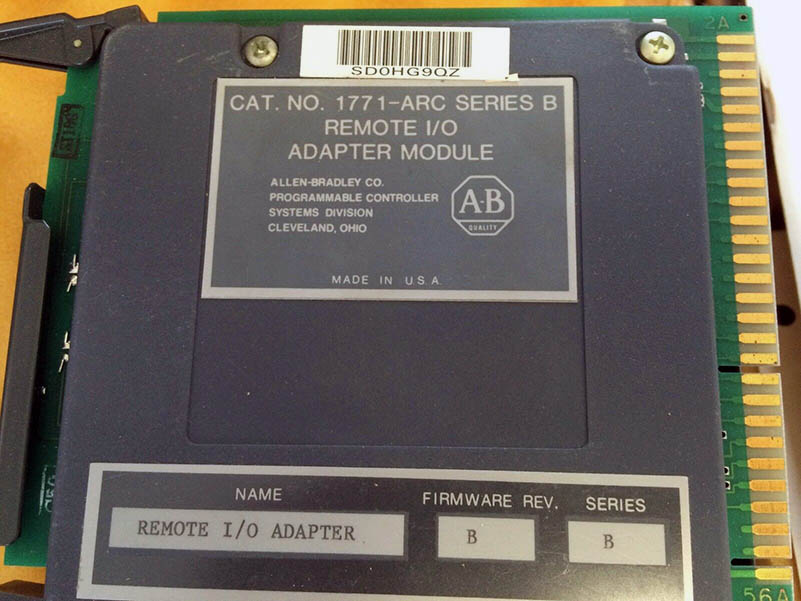 2A
SD0HG9QZ
CAT. NO. 1771-ARC SERIES B
REMOTE I/O
ADAPTER MODULE
ALLEN-BRADLEY CO.
PROGRAMMABLE CONTROLLER
SYSTEMS DIVISION
CLEVELAND, OHIO
A-B
QUALITY
MADE IN U.S.A.
NAME FIRMWARE REV. SERIES
REMOTE I/O ADAPTER B B
56A